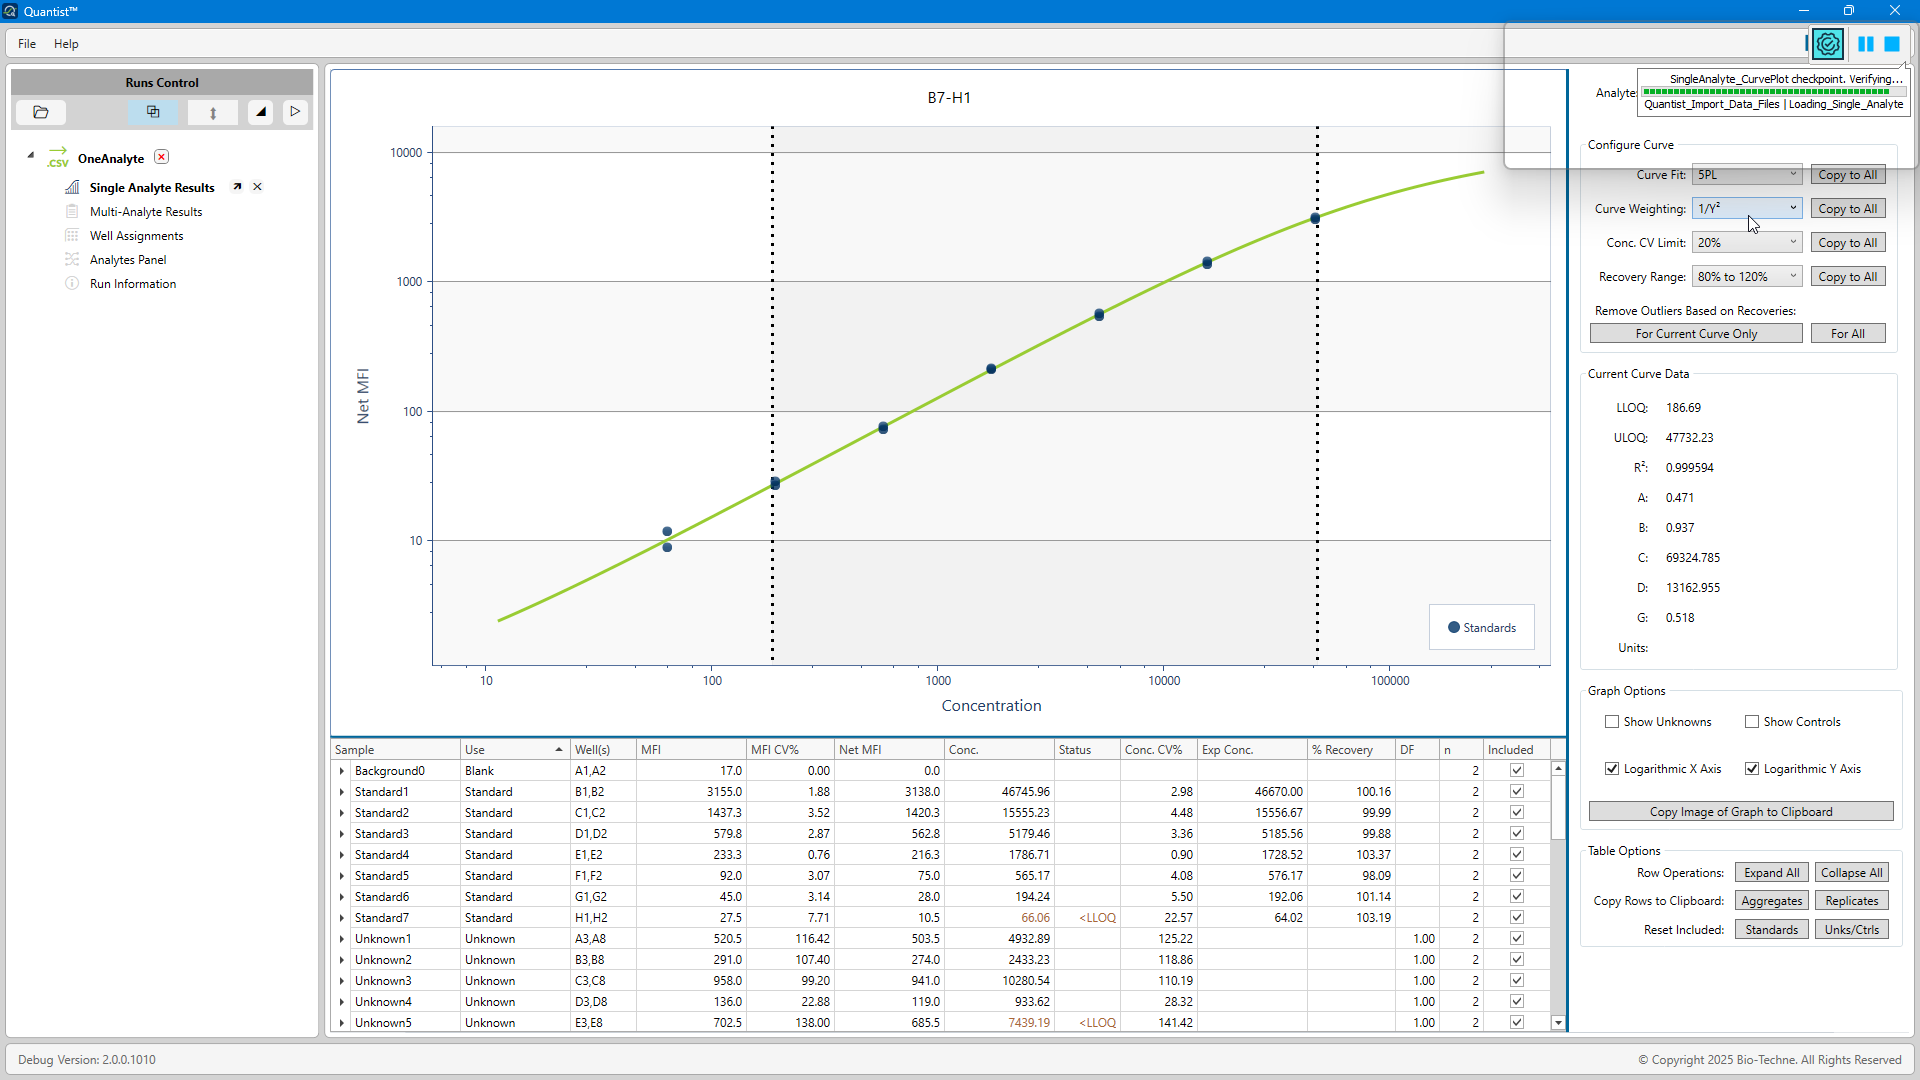 Quantist™
File Help
SingleAnalyte_CurvePlot checkpoint. Verifying...
Quantist_Import_Data_Files | Loading_Single_Analyte
Runs Control
.CSV OneAnalyte
Single Analyte Results
Multi-Analyte Results
Well Assignments
Analytes Panel
Run Information
B7-H1
10000
1000
100
10
Net MFI
10 100 1000 10000 100000
Concentration
Standards
Analyte:
Configure Curve
Curve Fit: 5PL Copy to All
Curve Weighting: 1/Y² Copy to All
Conc. CV Limit: 20% Copy to All
Recovery Range: 80% to 120% Copy to All
Remove Outliers Based on Recoveries:
For Current Curve Only For All
Current Curve Data
LLOQ: 186.69
ULOQ: 47732.23
R²: 0.999594
A: 0.471
B: 0.937
C: 69324.785
D: 13162.955
G: 0.518
Units:
Graph Options
Show Unknowns Show Controls
Logarithmic X Axis Logarithmic Y Axis
Copy Image of Graph to Clipboard
Table Options
Row Operations: Expand All Collapse All
Copy Rows to Clipboard: Aggregates Replicates
Reset Included: Standards Unks/Ctrls
Sample Use Well(s) MFI MFI CV% Net MFI Conc. Status Conc. CV% Exp Conc. % Recovery DF n Included
Background0 Blank A1,A2 17.0 0.00 0.0 2
Standard1 Standard B1,B2 3155.0 1.88 3138.0 46745.96 2.98 46670.00 100.16 2
Standard2 Standard C1,C2 1437.3 3.52 1420.3 15555.23 4.48 15556.67 99.99 2
Standard3 Standard D1,D2 579.8 2.87 562.8 5179.46 3.36 5185.56 99.88 2
Standard4 Standard E1,E2 233.3 0.76 216.3 1786.71 0.90 1728.52 103.37 2
Standard5 Standard F1,F2 92.0 3.07 75.0 565.17 4.08 576.17 98.09 2
Standard6 Standard G1,G2 45.0 3.14 28.0 194.24 5.50 192.06 101.14 2
Standard7 Standard H1,H2 27.5 7.71 10.5 66.06 <LLOQ 22.57 64.02 103.19 2
Unknown1 Unknown A3,A8 520.5 116.42 503.5 4932.89 125.22 1.00 2
Unknown2 Unknown B3,B8 291.0 107.40 274.0 2433.23 118.86 1.00 2
Unknown3 Unknown C3,C8 958.0 99.20 941.0 10280.54 110.19 1.00 2
Unknown4 Unknown D3,D8 136.0 22.88 119.0 933.62 28.32 1.00 2
Unknown5 Unknown E3,E8 702.5 138.00 685.5 7439.19 <LLOQ 141.42 1.00 2
Debug Version: 2.0.0.1010
© Copyright 2025 Bio-Techne. All Rights Reserved